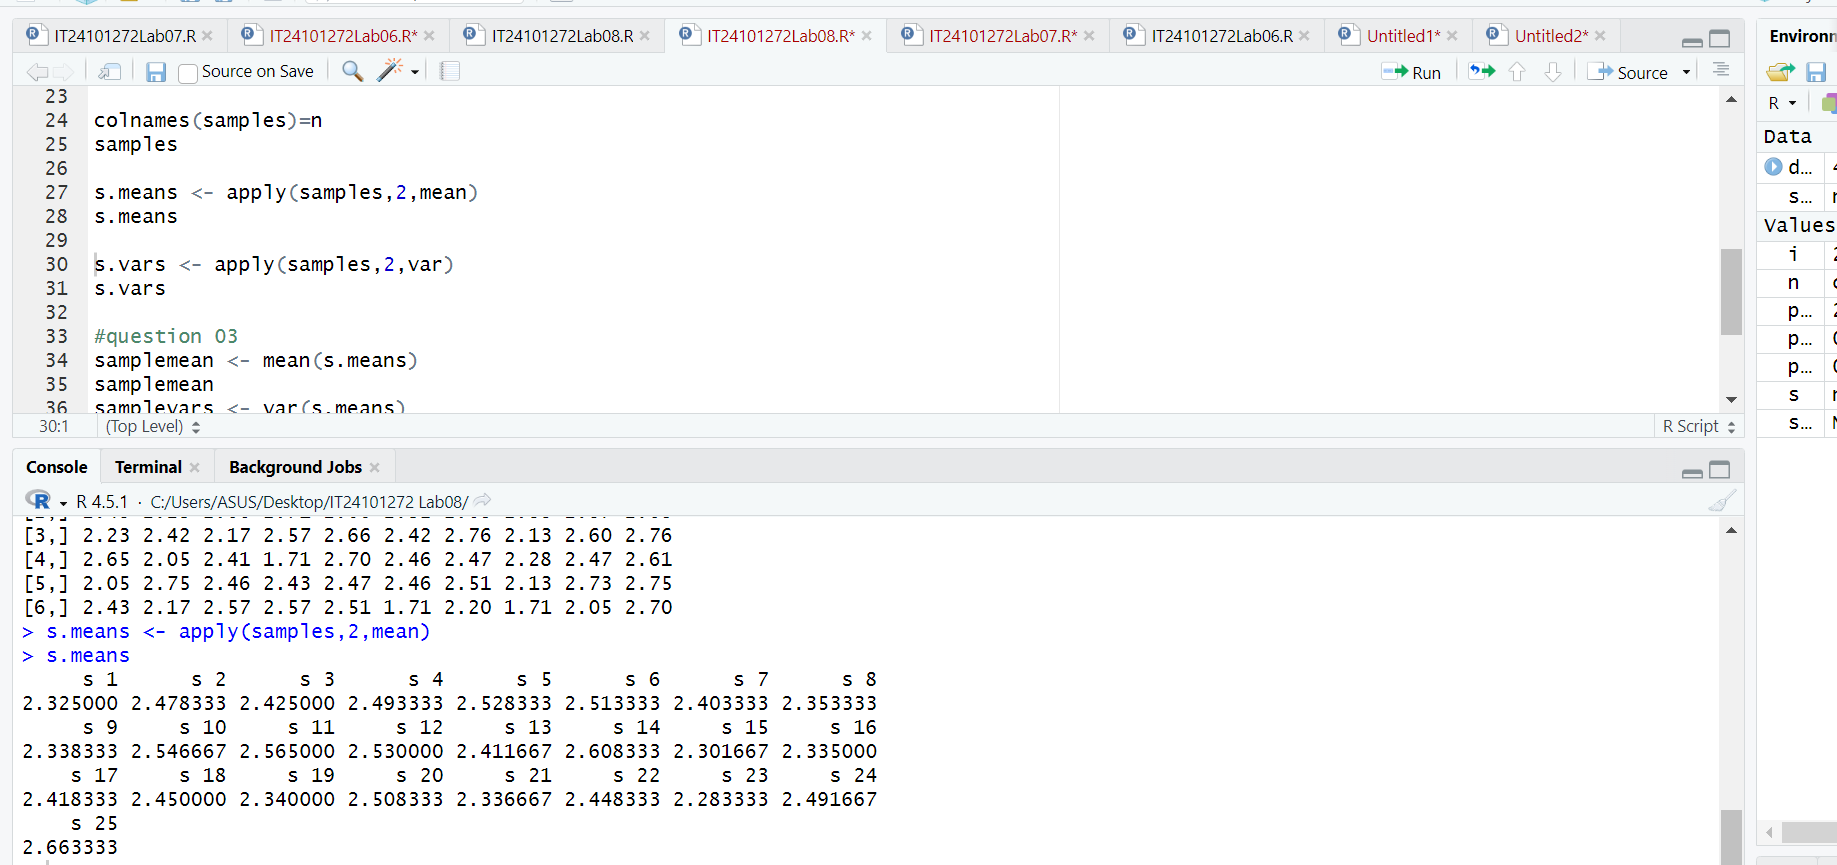 IT24101272Lab07.R
IT24101272Lab06.R*
IT24101272Lab08.R
IT24101272Lab08.R*
IT24101272Lab07.R*
IT24101272Lab06.R
Untitled1*
Untitled2*
Source on Save
Run
Source
23
24 colnames(samples)=n
25 samples
26
27 s.means <- apply(samples,2,mean)
28 s.means
29
30 s.vars <- apply(samples,2,var)
31 s.vars
32
33 #question 03
34 samplemean <- mean(s.means)
35 samplemean
36 samplevars <- var(s.means)
30:1 (Top Level) R Script
Console Terminal Background Jobs
R 4.5.1 · C:/Users/ASUS/Desktop/IT24101272 Lab08/
[3,] 2.23 2.42 2.17 2.57 2.66 2.42 2.76 2.13 2.60 2.76
[4,] 2.65 2.05 2.41 1.71 2.70 2.46 2.47 2.28 2.47 2.61
[5,] 2.05 2.75 2.46 2.43 2.47 2.46 2.51 2.13 2.73 2.75
[6,] 2.43 2.17 2.57 2.57 2.51 1.71 2.20 1.71 2.05 2.70
> s.means <- apply(samples,2,mean)
> s.means
s 1 s 2 s 3 s 4 s 5 s 6 s 7 s 8
2.325000 2.478333 2.425000 2.493333 2.528333 2.513333 2.403333 2.353333
s 9 s 10 s 11 s 12 s 13 s 14 s 15 s 16
2.338333 2.546667 2.565000 2.530000 2.411667 2.608333 2.301667 2.335000
s 17 s 18 s 19 s 20 s 21 s 22 s 23 s 24
2.418333 2.450000 2.340000 2.508333 2.336667 2.448333 2.283333 2.491667
s 25
2.663333
R
Data
d...
s...
Values
i
n
p...
p...
p...
s
s...